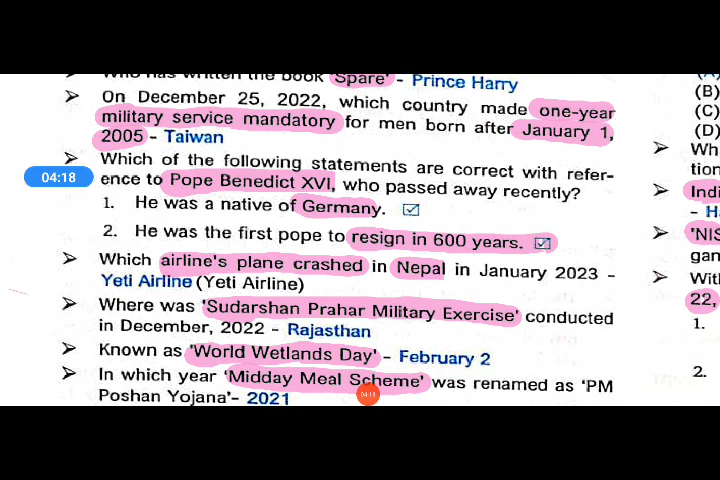 Who has written the book 'Spare' - Prince Harry
➤ On December 25, 2022, which country made one-year
military service mandatory for men born after January 1,
2005 - Taiwan
➤ Which of the following statements are correct with refer-
04:18
ence to Pope Benedict XVI, who passed away recently?
1. He was a native of Germany. ☑
2. He was the first pope to resign in 600 years. ☑
➤ Which airline's plane crashed in Nepal in January 2023 -
Yeti Airline (Yeti Airline)
➤ Where was 'Sudarshan Prahar Military Exercise' conducted
in December, 2022 - Rajasthan
➤ Known as 'World Wetlands Day' - February 2
➤ In which year 'Midday Meal Scheme' was renamed as 'PM
04:18
Poshan Yojana'- 2021
(B)
(C)
(D)
➤ Wha
tion
➤ Indi
- H
➤ 'NIS
gan
➤ With
22,
1.
2.